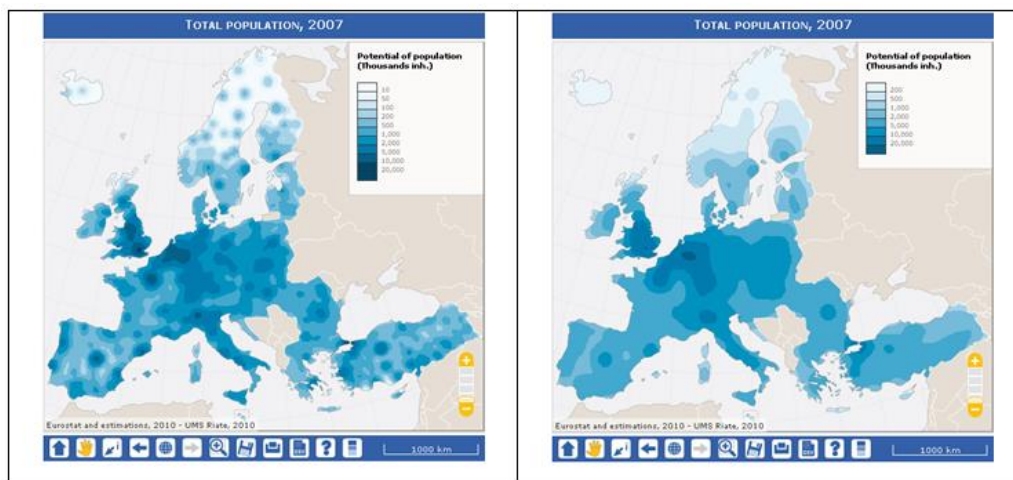 TOTAL POPULATION, 2007
Potential of population
(Thousands inh.)
10
50
100
200
500
1,000
2,000
5,000
10,000
20,000
Eurostat and estimations, 2010 - UMS Riate, 2010
1000 km
TOTAL POPULATION, 2007
Potential of population
(Thousands inh.)
200
500
1,000
2,000
5,000
10,000
20,000
Eurostat and estimations, 2010 - UMS Riate, 2010
1000 km